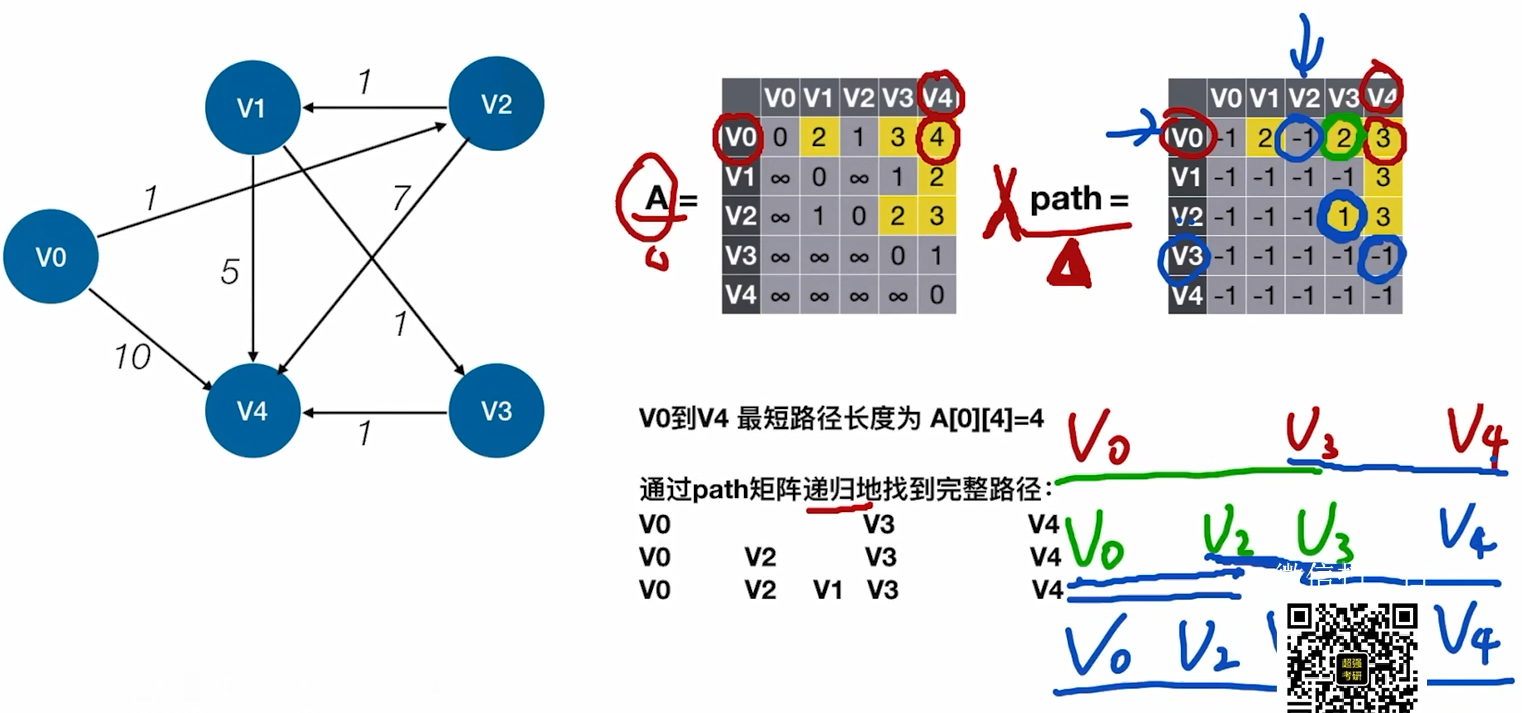 V1
1
V2
1
7
V0
5
1
10
V4
1
V3
A =
V0 V1 V2 V3 V4
V0 0 2 1 3 4
V1 ∞ 0 ∞ 1 2
V2 ∞ 1 0 2 3
V3 ∞ ∞ ∞ 0 1
V4 ∞ ∞ ∞ ∞ 0
path =
V0 V1 V2 V3 V4
V0 -1 2 -1 2 3
V1 -1 -1 -1 -1 3
V2 -1 -1 -1 1 3
V3 -1 -1 -1 -1 -1
V4 -1 -1 -1 -1 -1
V0到V4 最短路径长度为 A[0][4]=4
通过path矩阵递归地找到完整路径：
V0 V3 V4
V0 V2 V3 V4
V0 V2 V1 V3 V4
V0 V3 V4
V0 V2 V3 V4
V0 V2 V4
超强
考研